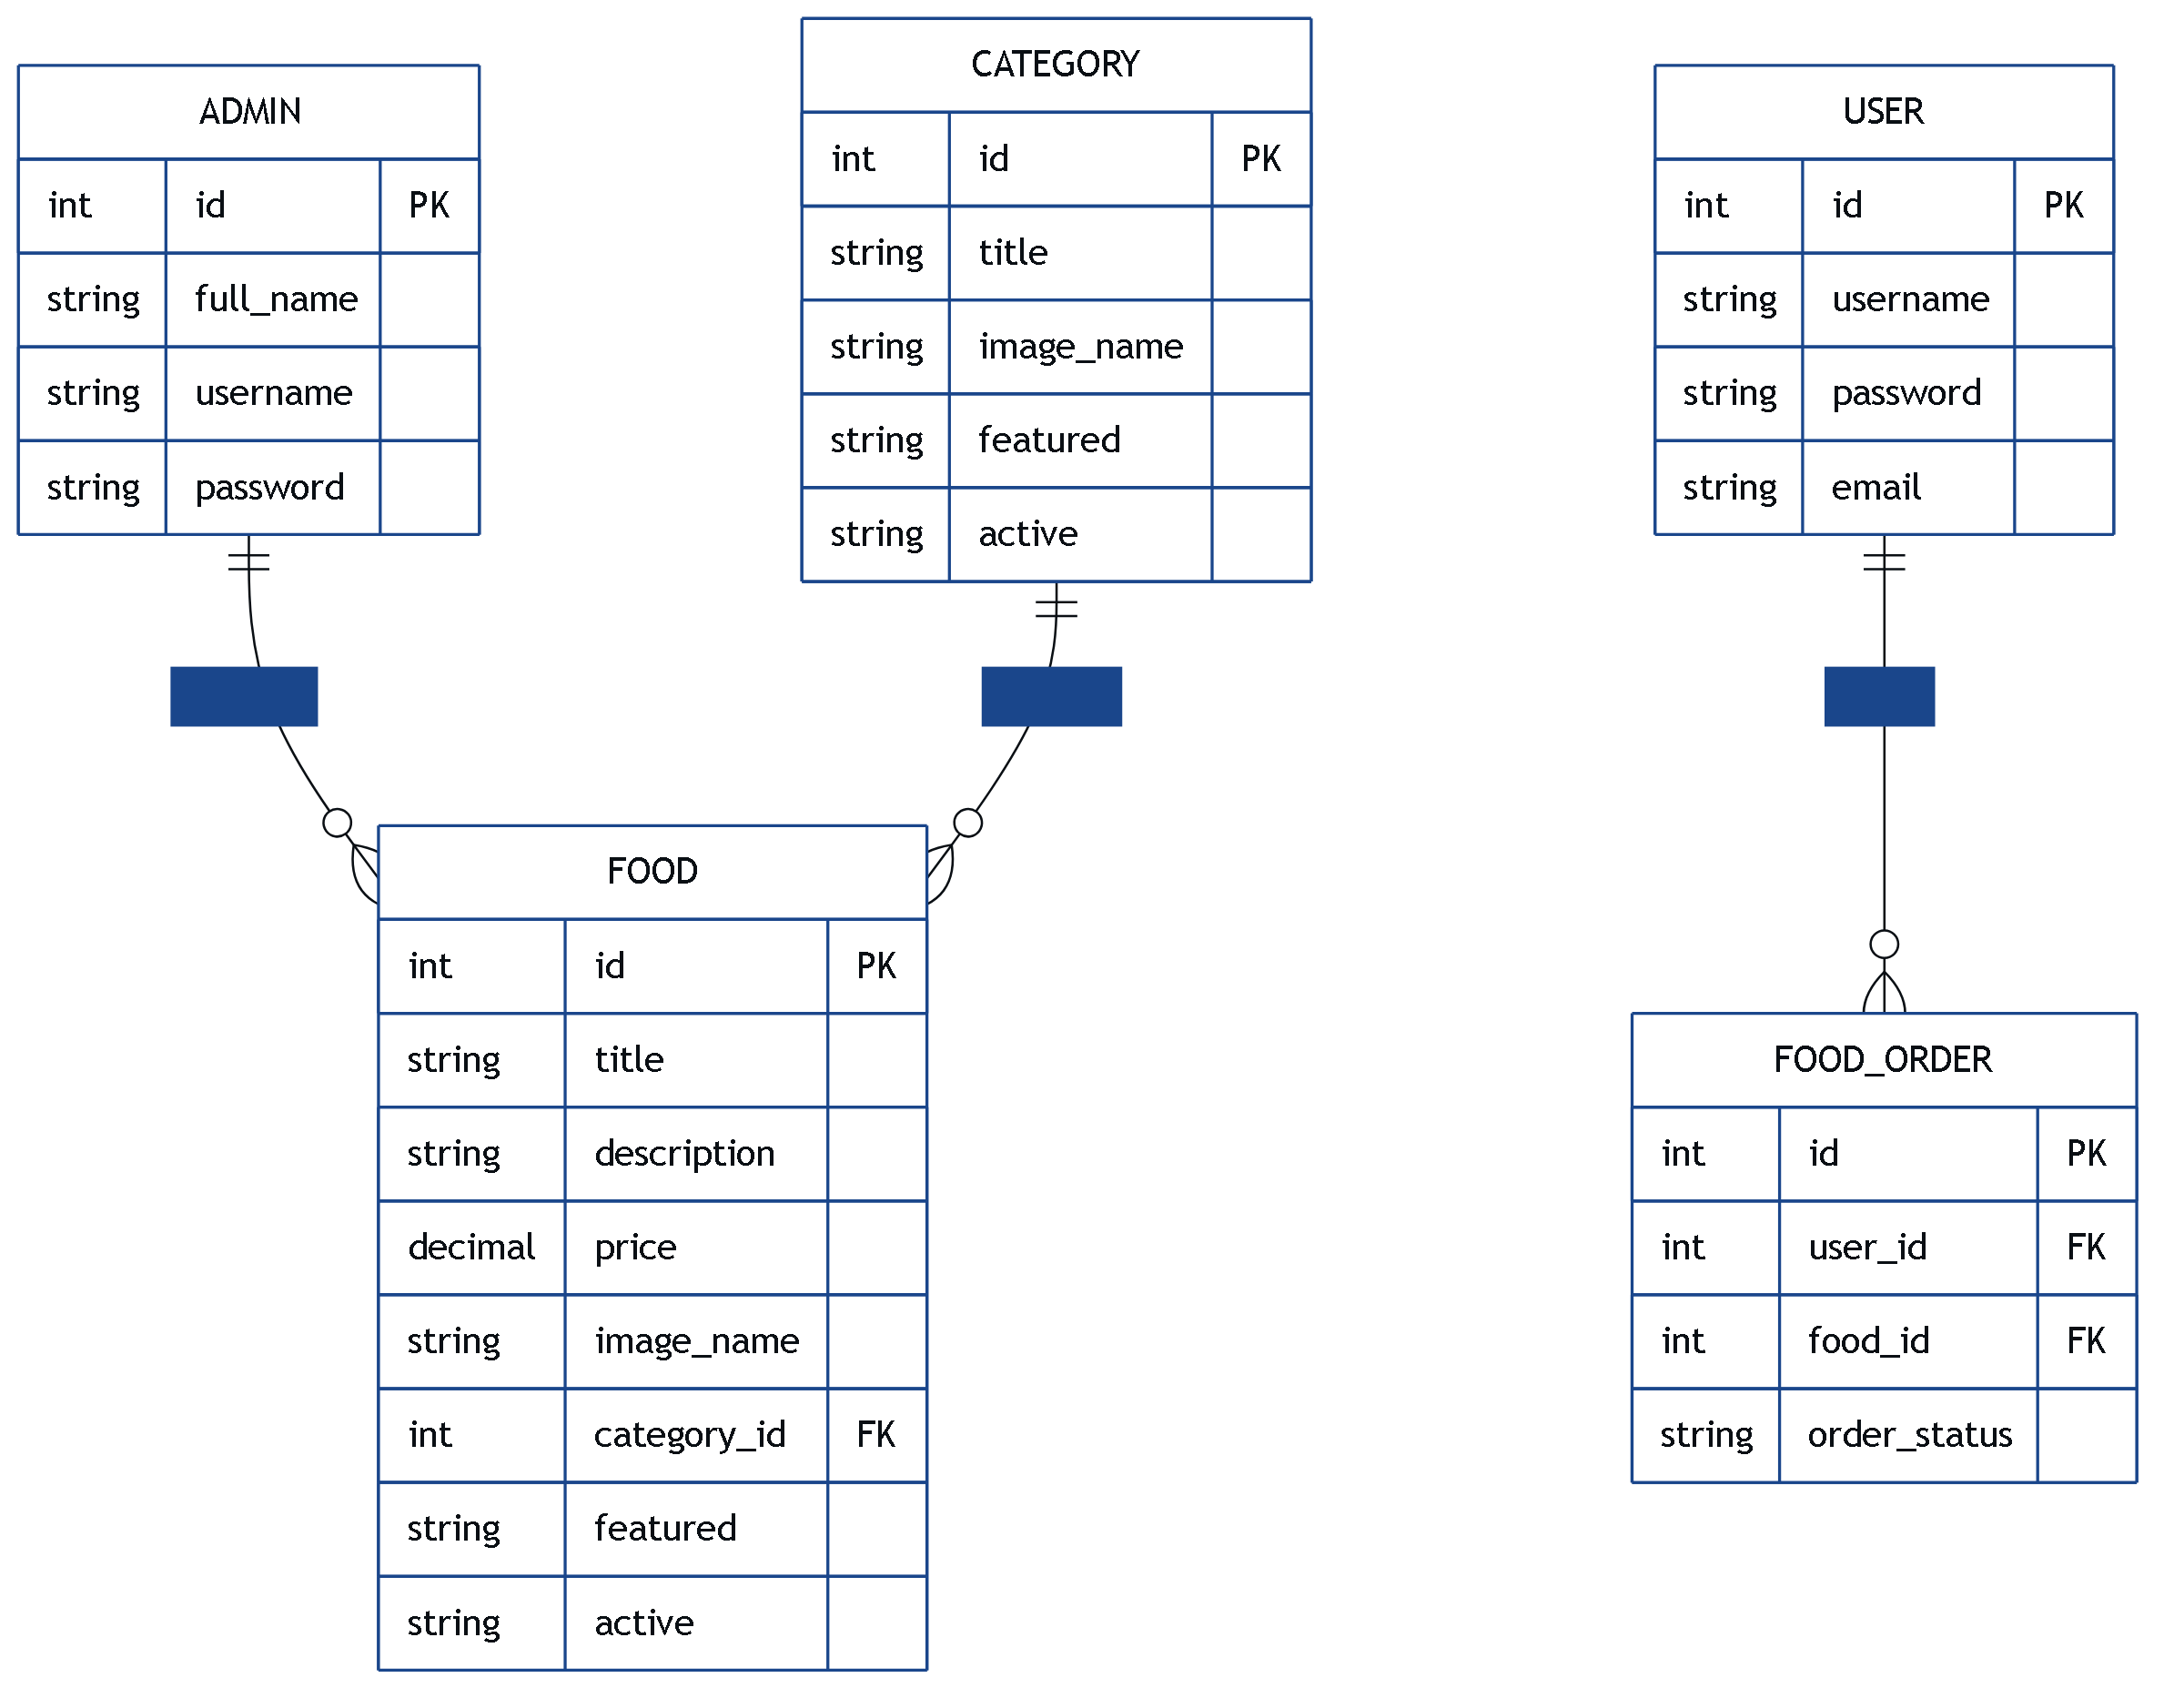 ADMIN
int id PK
string full_name
string username
string password
CATEGORY
int id PK
string title
string image_name
string featured
string active
USER
int id PK
string username
string password
string email
FOOD
int id PK
string title
string description
decimal price
string image_name
int category_id FK
string featured
string active
FOOD_ORDER
int id PK
int user_id FK
int food_id FK
string order_status